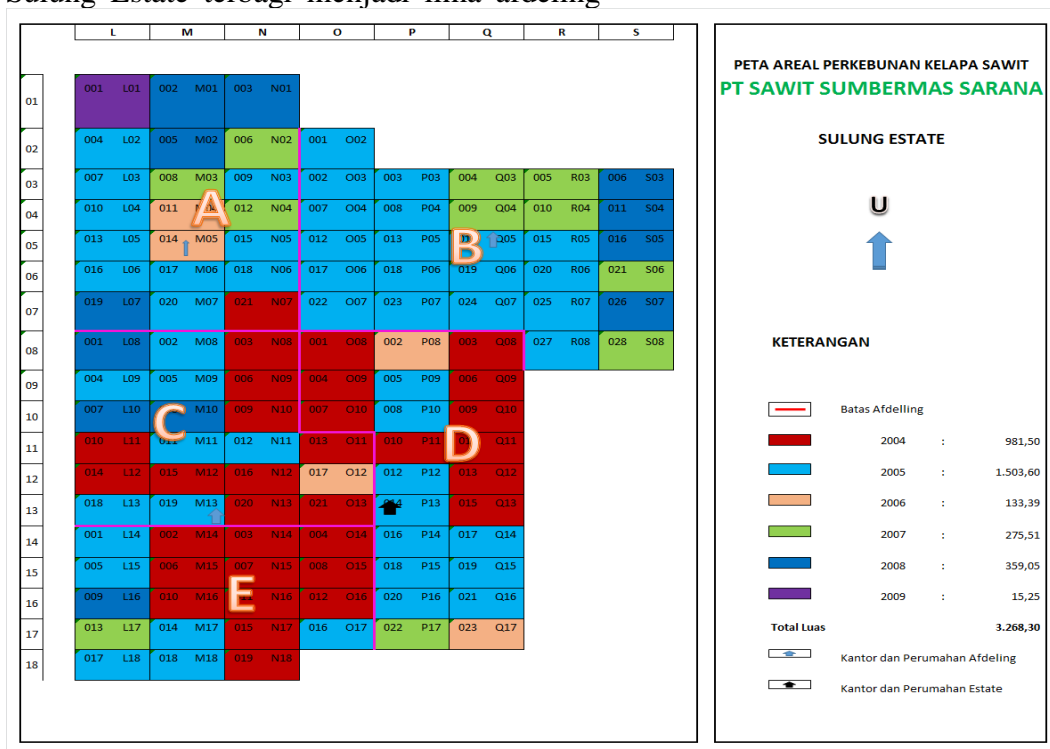 Sulung Estate terbagi menjadi lima afdeling
L M N O P Q R S
01 001 L01 002 M01 003 N01
02 004 L02 005 M02 006 N02 001 O02
03 007 L03 008 M03 009 N03 002 O03 003 P03 004 Q03 005 R03 006 S03
A
04 010 L04 011 012 N04 007 O04 008 P04 009 Q04 010 R04 011 S04
B
05 013 L05 014 M05 015 N05 012 O05 013 P05 Q05 015 R05 016 S05
06 016 L06 017 M06 018 N06 017 O06 018 P06 019 Q06 020 R06 021 S06
07 019 L07 020 M07 021 N07 022 O07 023 P07 024 Q07 025 R07 026 S07
08 001 L08 002 M08 003 N08 001 O08 002 P08 003 Q08 027 R08 028 S08
09 004 L09 005 M09 006 N09 004 O09 005 P09 006 Q09
10 007 L10 M10 009 N10 007 O10 008 P10 009 Q10
C
11 010 L11 011 M11 012 N11 013 O11 010 P11 Q11
D
12 014 L12 015 M12 016 N12 017 O12 012 P12 013 Q12
13 018 L13 019 M13 020 N13 021 O13 014 P13 015 Q13
14 001 L14 002 M14 003 N14 004 O14 016 P14 017 Q14
15 005 L15 006 M15 007 N15 008 O15 018 P15 019 Q15
E
16 009 L16 010 M16 N16 012 O16 020 P16 021 Q16
17 013 L17 014 M17 015 N17 016 O17 022 P17 023 Q17
18 017 L18 018 M18 019 N18
PETA AREAL PERKEBUNAN KELAPA SAWIT
PT SAWIT SUMBERMAS SARANA
SULUNG ESTATE
U
KETERANGAN
Batas Afdelling
2004 : 981,50
2005 : 1.503,60
2006 : 133,39
2007 : 275,51
2008 : 359,05
2009 : 15,25
Total Luas 3.268,30
Kantor dan Perumahan Afdeling
Kantor dan Perumahan Estate